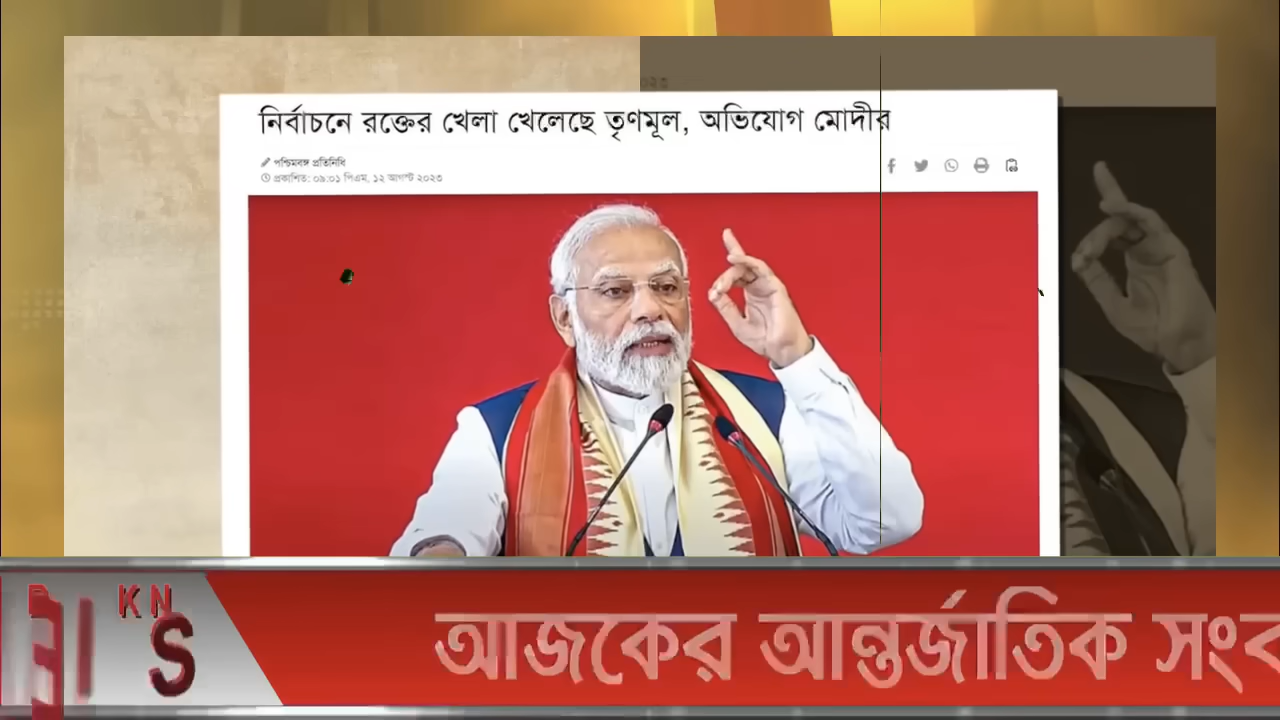 নির্বাচনে রক্তের খেলা খেলেছে তৃণমূল, অভিযোগ মোদীর
পশ্চিমবঙ্গ প্রতিনিধি
প্রকাশিত: ০৯:০১ পিএম, ১২ আগস্ট ২০২৩
KN
S
আজকের আন্তর্জাতিক